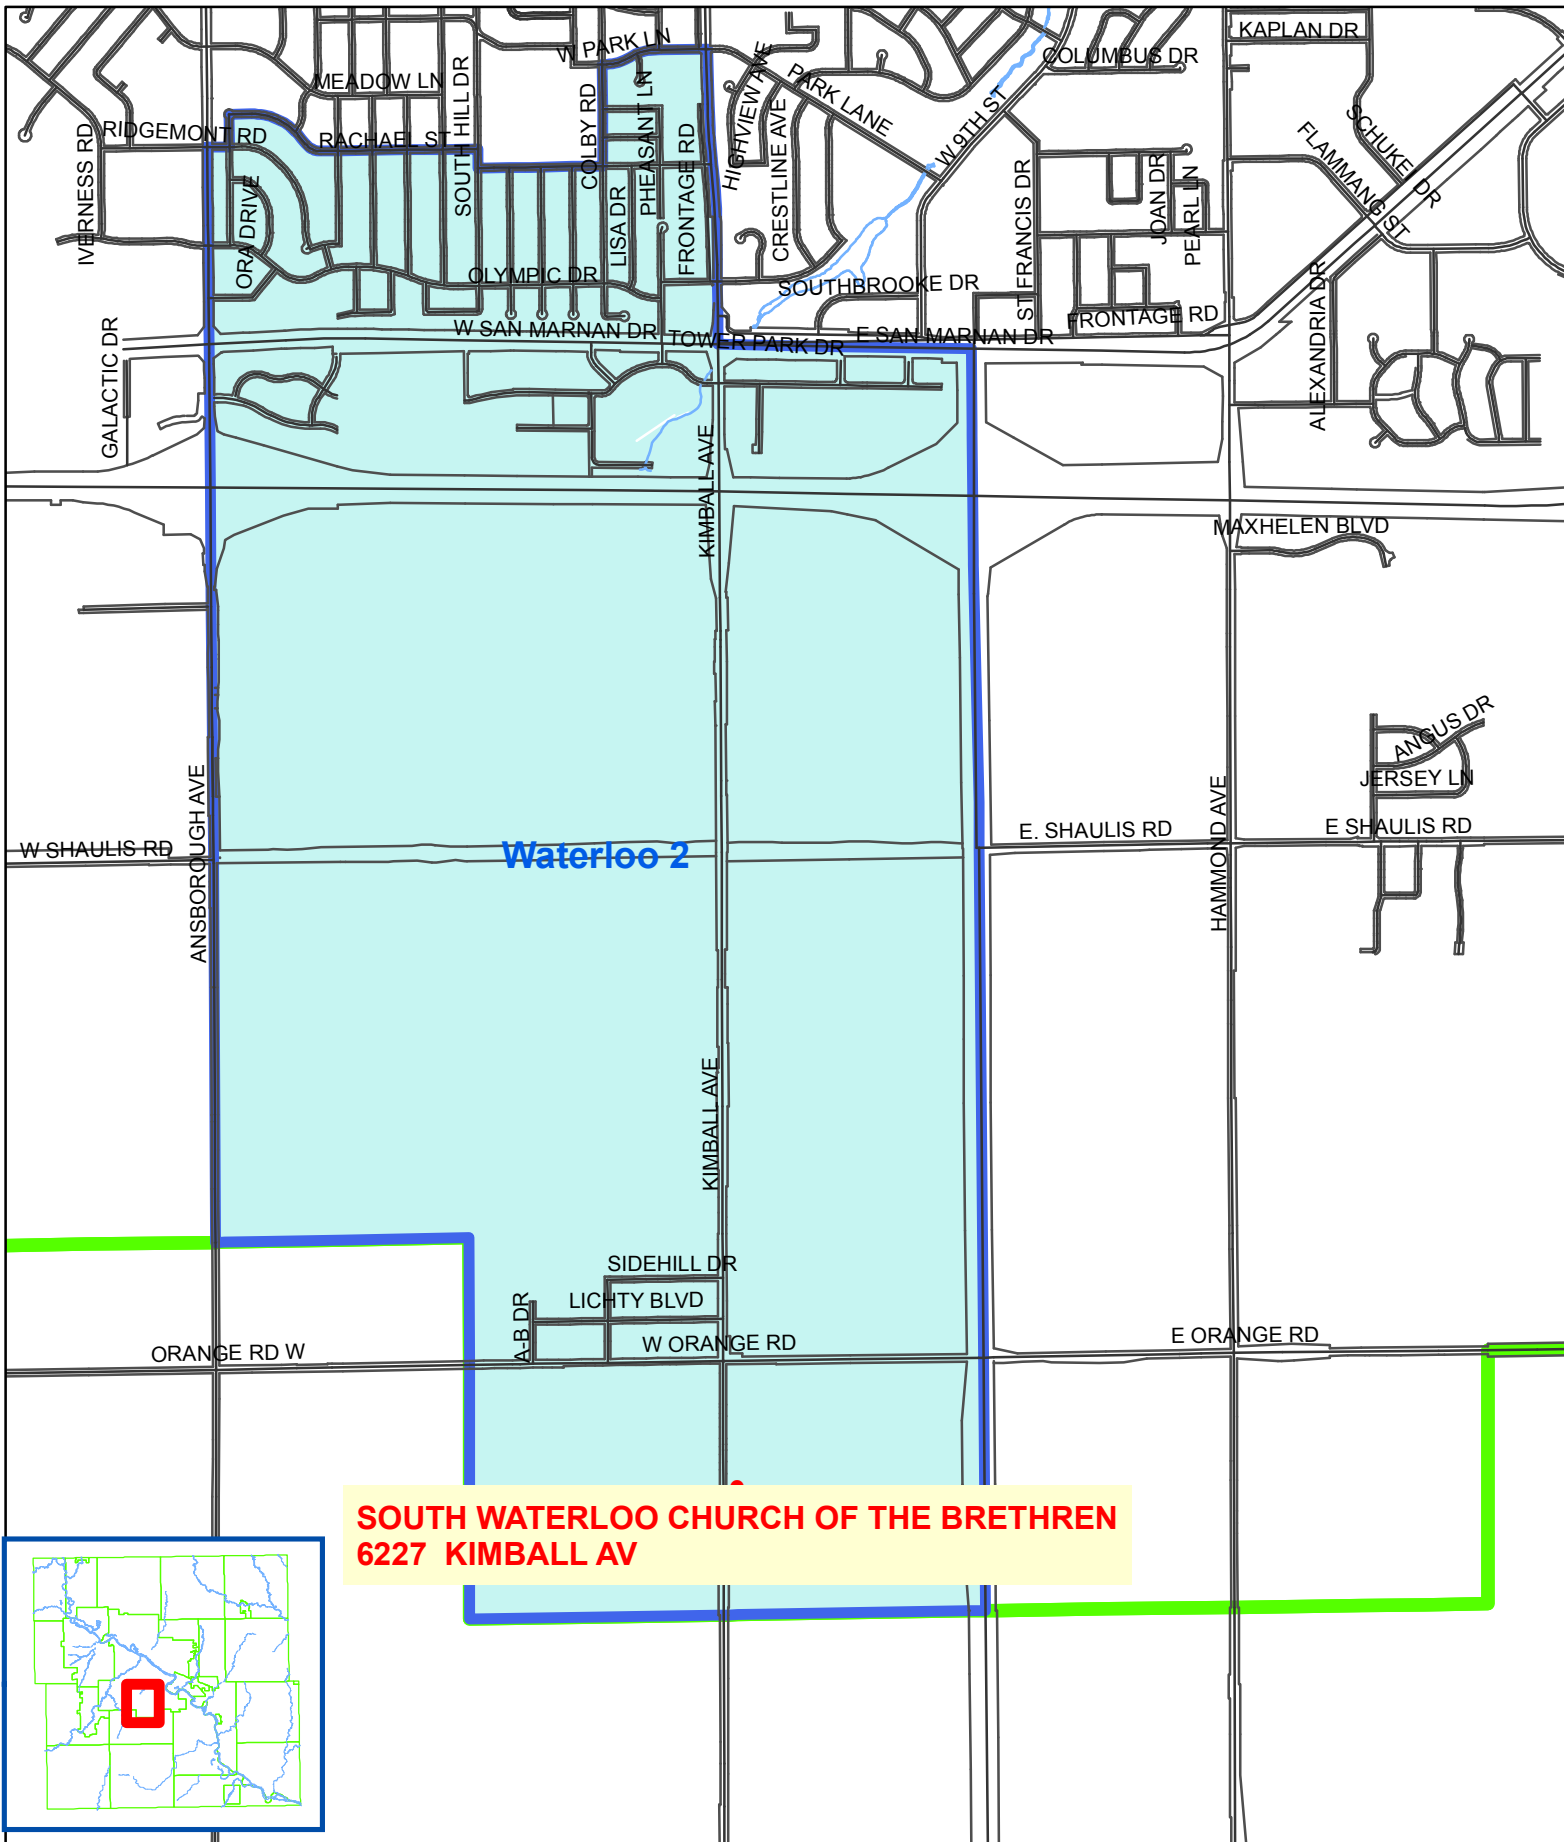 KAPLAN DR
W PARK LN
COLUMBUS DR
MEADOW LN
PARK LANE
SCHUKE DR
RIDGEMONT RD
RACHAEL ST
SOUTH HILL DR
COLBY RD
PHEASANT LN
HIGHVIEW AVE
W 9TH ST
FLAMMANG ST
IVERNESS RD
ORA DRIVE
LISA DR
FRONTAGE RD
CRESTLINE AVE
ST FRANCIS DR
JOAN DR
PEARL LN
OLYMPIC DR
SOUTHBROOKE DR
FRONTAGE RD
ALEXANDRIA DR
GALACTIC DR
W SAN MARNAN DR
TOWER PARK DR
E SAN MARNAN DR
KIMBALL AVE
MAXHELEN BLVD
ANGUS DR
JERSEY LN
ANSBOROUGH AVE
HAMMOND AVE
W SHAULIS RD
Waterloo 2
E. SHAULIS RD
E SHAULIS RD
KIMBALL AVE
SIDEHILL DR
A-B DR
LICHTY BLVD
ORANGE RD W
W ORANGE RD
E ORANGE RD
SOUTH WATERLOO CHURCH OF THE BRETHREN
6227 KIMBALL AV